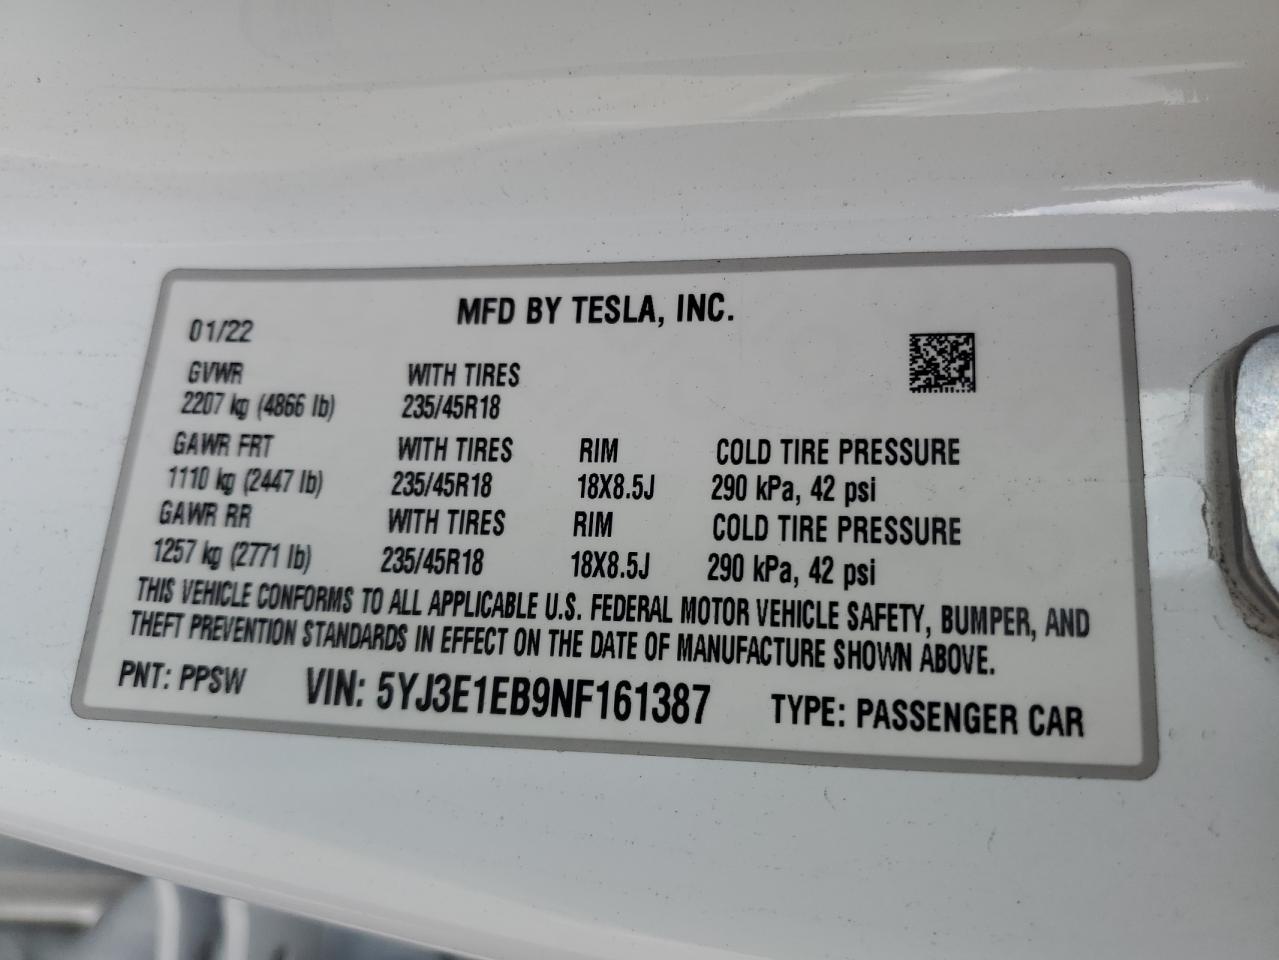 MFD BY TESLA, INC.
01/22
GVWR WITH TIRES
2207 kg (4866 lb) 235/45R18
GAWR FRT WITH TIRES RIM COLD TIRE PRESSURE
1110 kg (2447 lb) 235/45R18 18X8.5J 290 kPa, 42 psi
GAWR RR WITH TIRES RIM COLD TIRE PRESSURE
1257 kg (2771 lb) 235/45R18 18X8.5J 290 kPa, 42 psi
THIS VEHICLE CONFORMS TO ALL APPLICABLE U.S. FEDERAL MOTOR VEHICLE SAFETY, BUMPER, AND
THEFT PREVENTION STANDARDS IN EFFECT ON THE DATE OF MANUFACTURE SHOWN ABOVE.
PNT: PPSW VIN: 5YJ3E1EB9NF161387 TYPE: PASSENGER CAR